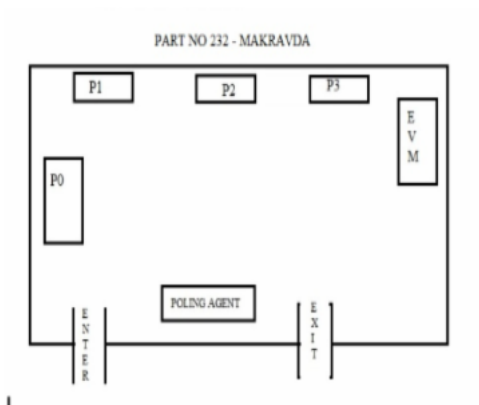 PART NO 232 - MAKRAVDA
P1
P2
P3
EVM
P0
POLING AGENT
ENTER
EXIT